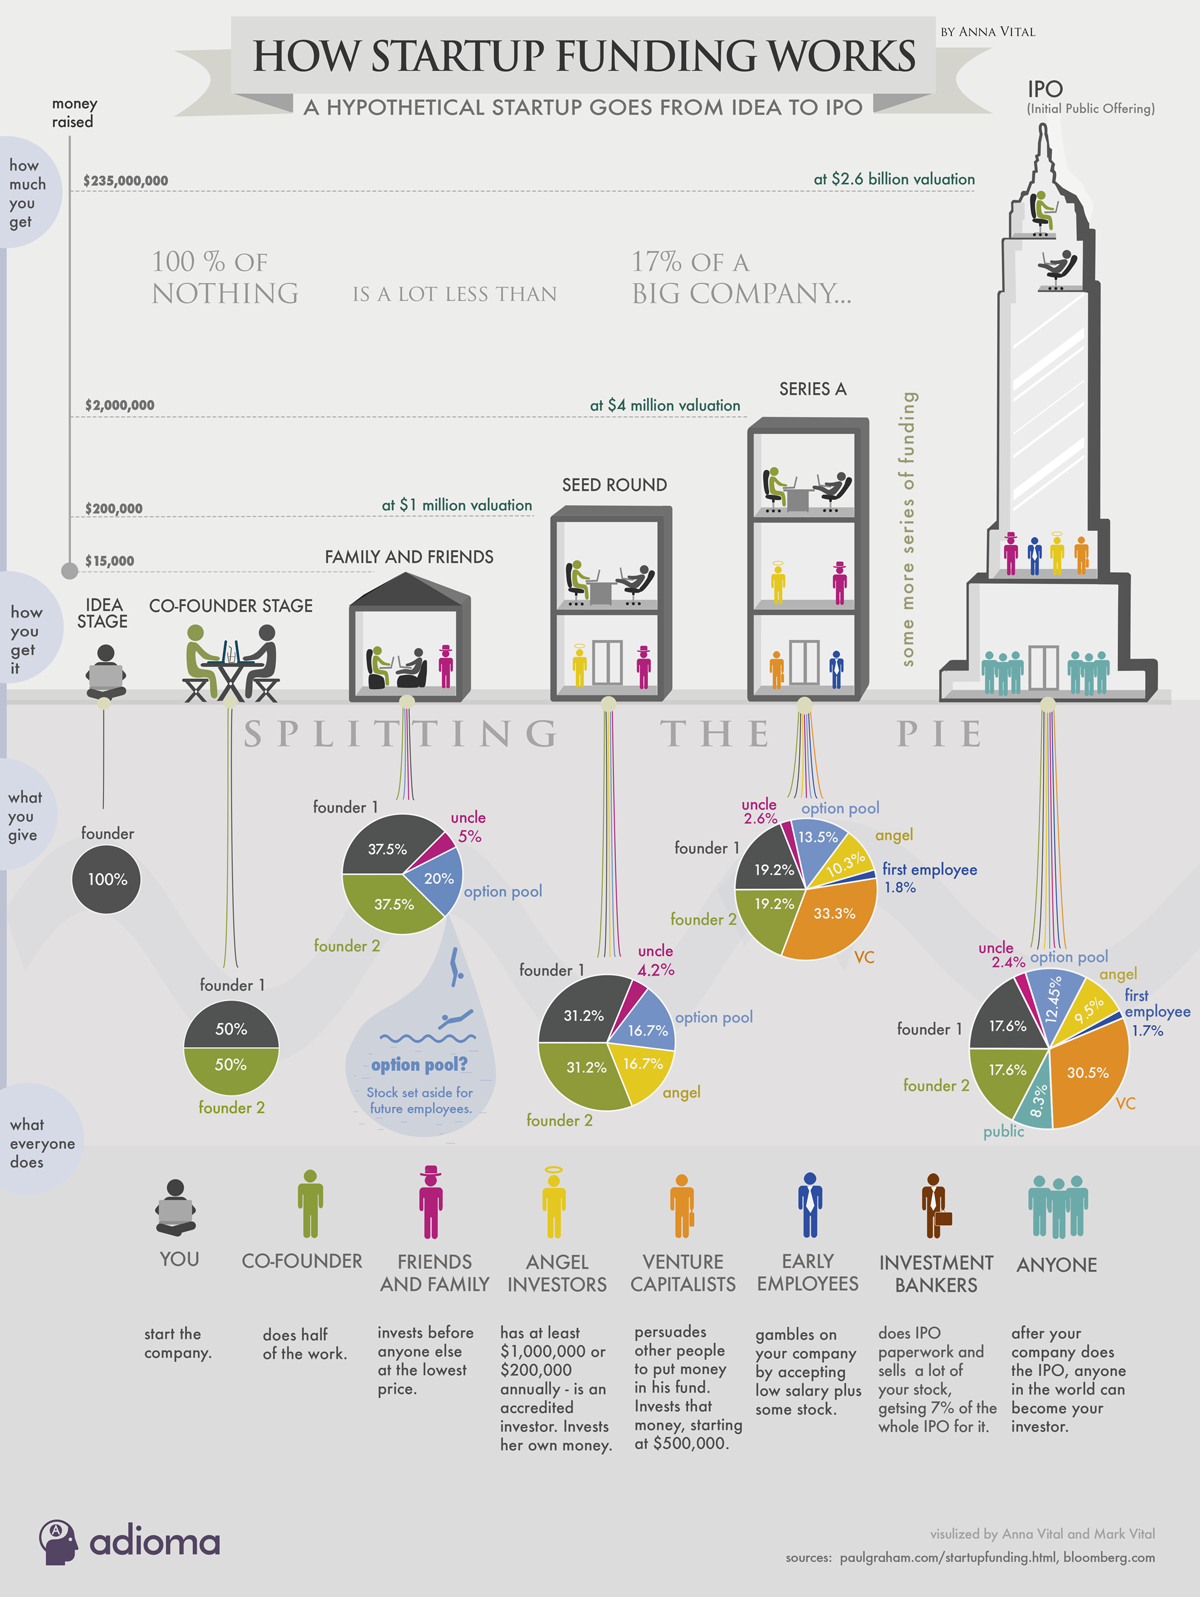 HOW STARTUP FUNDING WORKS
BY ANNA VITAL
A HYPOTHETICAL STARTUP GOES FROM IDEA TO IPO
IPO
(Initial Public Offering)
money
raised
how
much
you
get
$235,000,000
at $2.6 billion valuation
100 % OF
NOTHING
IS A LOT LESS THAN
17% OF A
BIG COMPANY...
SERIES A
$2,000,000
at $4 million valuation
some more series of funding
SEED ROUND
$200,000
at $1 million valuation
$15,000
FAMILY AND FRIENDS
how
you
get
it
IDEA
STAGE
CO-FOUNDER STAGE
SPLITTING THE PIE
what
you
give
founder
100%
founder 1
50%
50%
founder 2
founder 1
uncle
5%
37.5%
20%
option pool
37.5%
founder 2
option pool?
Stock set aside for
future employees.
founder 1
uncle
4.2%
31.2%
16.7%
option pool
31.2%
16.7%
angel
founder 2
uncle
2.6%
option pool
13.5%
angel
founder 1
10.3%
19.2%
first employee
1.8%
19.2%
33.3%
founder 2
VC
uncle
2.4%
option pool
12.45%
angel
9.5%
first
employee
1.7%
founder 1
17.6%
17.6%
30.5%
founder 2
8.3%
VC
public
what
everyone
does
YOU
start the
company.
CO-FOUNDER
does half
of the work.
FRIENDS
AND FAMILY
invests before
anyone else
at the lowest
price.
ANGEL
INVESTORS
has at least
$1,000,000 or
$200,000
annually - is an
accredited
investor. Invests
her own money.
VENTURE
CAPITALISTS
persuades
other people
to put money
in his fund.
Invests that
money, starting
at $500,000.
EARLY
EMPLOYEES
gambles on
your company
by accepting
low salary plus
some stock.
INVESTMENT
BANKERS
does IPO
paperwork and
sells a lot of
your stock,
getsing 7% of the
whole IPO for it.
ANYONE
after your
company does
the IPO, anyone
in the world can
become your
investor.
A
adioma
visulized by Anna Vital and Mark Vital
sources: paulgraham.com/startupfunding.html, bloomberg.com